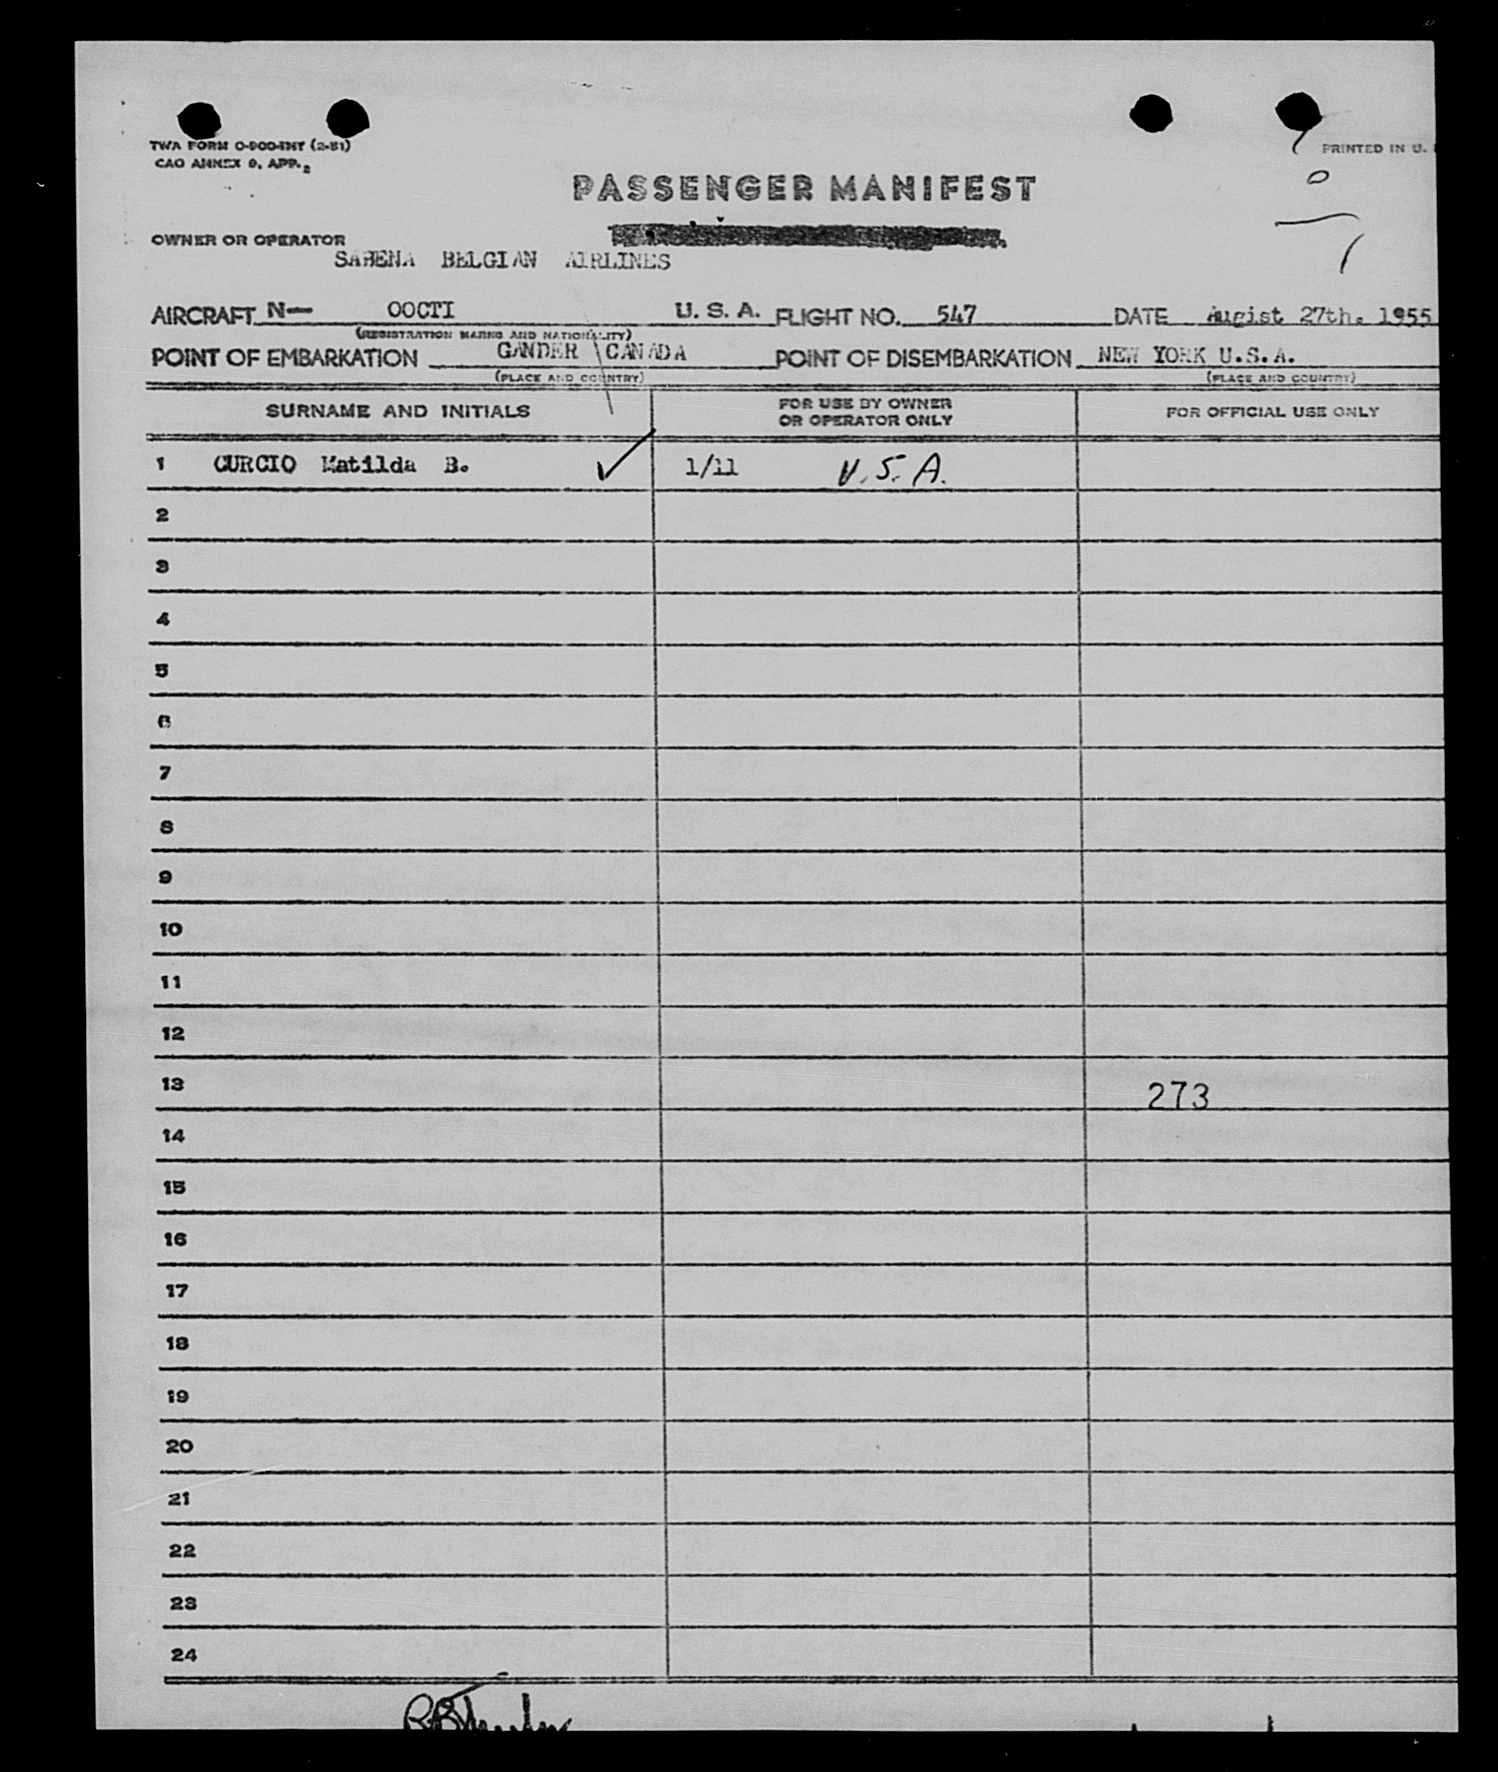 TWA FORM O-900-INT (2-51)
PRINTED IN U.
CAO ANNEX 9, APP. 2
PASSENGER MANIFEST
OWNER OR OPERATOR
SABENA BELGIAN AIRLINES
AIRCRAFT N— OOCTI U. S. A. FLIGHT NO. 547 DATE Augist 27th. 1955
(REGISTRATION MARKS AND NATIONALITY)
POINT OF EMBARKATION GANDER CANADA POINT OF DISEMBARKATION NEW YORK U.S.A.
(PLACE AND COUNTRY) (PLACE AND COUNTRY)
SURNAME AND INITIALS FOR USE BY OWNER OR OPERATOR ONLY FOR OFFICIAL USE ONLY
1 CURCIO Matilda B. 1/11 U.S.A.
2
3
4
5
6
7
8
9
10
11
12
13 273
14
15
16
17
18
19
20
21
22
23
24